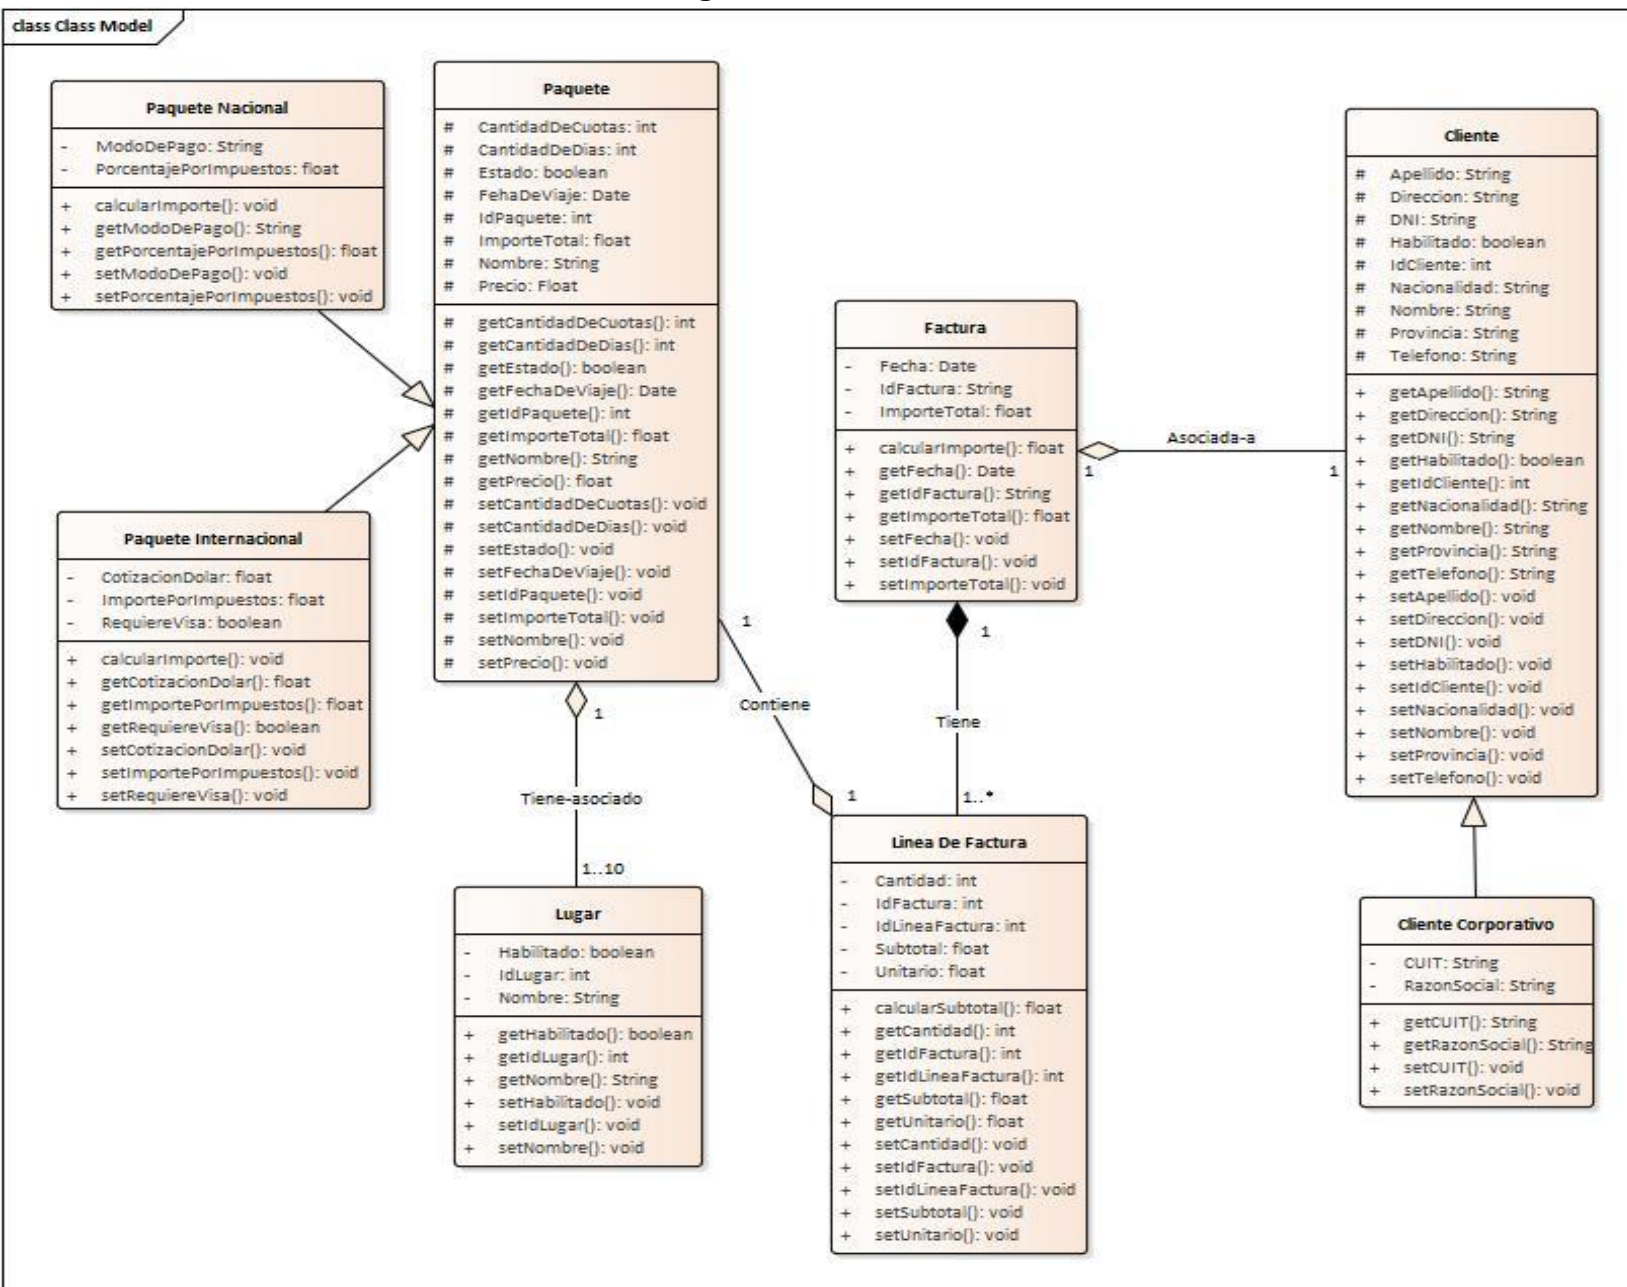 class Class Model
Paquete Nacional
- ModoDePago: String
- PorcentajePorImpuestos: float
+ calcularImporte(): void
+ getModoDePago(): String
+ getPorcentajePorImpuestos(): float
+ setModoDePago(): void
+ setPorcentajePorImpuestos(): void
Paquete
# CantidadDeCuotas: int
# CantidadDeDias: int
# Estado: boolean
# FehaDeViaje: Date
# IdPaquete: int
# ImporteTotal: float
# Nombre: String
# Precio: Float
# getCantidadDeCuotas(): int
# getCantidadDeDias(): int
# getEstado(): boolean
# getFechaDeViaje(): Date
# getIdPaquete(): int
# getImporteTotal(): float
# getNombre(): String
# getPrecio(): float
# setCantidadDeCuotas(): void
# setCantidadDeDias(): void
# setEstado(): void
# setFechaDeViaje(): void
# setIdPaquete(): void
# setImporteTotal(): void
# setNombre(): void
# setPrecio(): void
Paquete Internacional
- CotizacionDolar: float
- ImportePorImpuestos: float
- RequiereVisa: boolean
+ calcularImporte(): void
+ getCotizacionDolar(): float
+ getImportePorImpuestos(): float
+ getRequiereVisa(): boolean
+ setCotizacionDolar(): void
+ setImportePorImpuestos(): void
+ setRequiereVisa(): void
Factura
- Fecha: Date
- IdFactura: String
- ImporteTotal: float
+ calcularImporte(): float
+ getFecha(): Date
+ getIdFactura(): String
+ getImporteTotal(): float
+ setFecha(): void
+ setIdFactura(): void
+ setImporteTotal(): void
Asociada-a
1
1
Cliente
# Apellido: String
# Direccion: String
# DNI: String
# Habilitado: boolean
# IdCliente: int
# Nacionalidad: String
# Nombre: String
# Provincia: String
# Telefono: String
+ getApellido(): String
+ getDireccion(): String
+ getDNI(): String
+ getHabilitado(): boolean
+ getIdCliente(): int
+ getNacionalidad(): String
+ getNombre(): String
+ getProvincia(): String
+ getTelefono(): String
+ setApellido(): void
+ setDireccion(): void
+ setDNI(): void
+ setHabilitado(): void
+ setIdCliente(): void
+ setNacionalidad(): void
+ setNombre(): void
+ setProvincia(): void
+ setTelefono(): void
1
Contiene
1
1
Tiene
1..*
1
Tiene-asociado
1..10
Lugar
- Habilitado: boolean
- IdLugar: int
- Nombre: String
+ getHabilitado(): boolean
+ getIdLugar(): int
+ getNombre(): String
+ setHabilitado(): void
+ setIdLugar(): void
+ setNombre(): void
Linea De Factura
- Cantidad: int
- IdFactura: int
- IdLineaFactura: int
- Subtotal: float
- Unitario: float
+ calcularSubtotal(): float
+ getCantidad(): int
+ getIdFactura(): int
+ getIdLineaFactura(): int
+ getSubtotal(): float
+ getUnitario(): float
+ setCantidad(): void
+ setIdFactura(): void
+ setIdLineaFactura(): void
+ setSubtotal(): void
+ setUnitario(): void
Cliente Corporativo
- CUIT: String
- RazonSocial: String
+ getCUIT(): String
+ getRazonSocial(): String
+ setCUIT(): void
+ setRazonSocial(): void